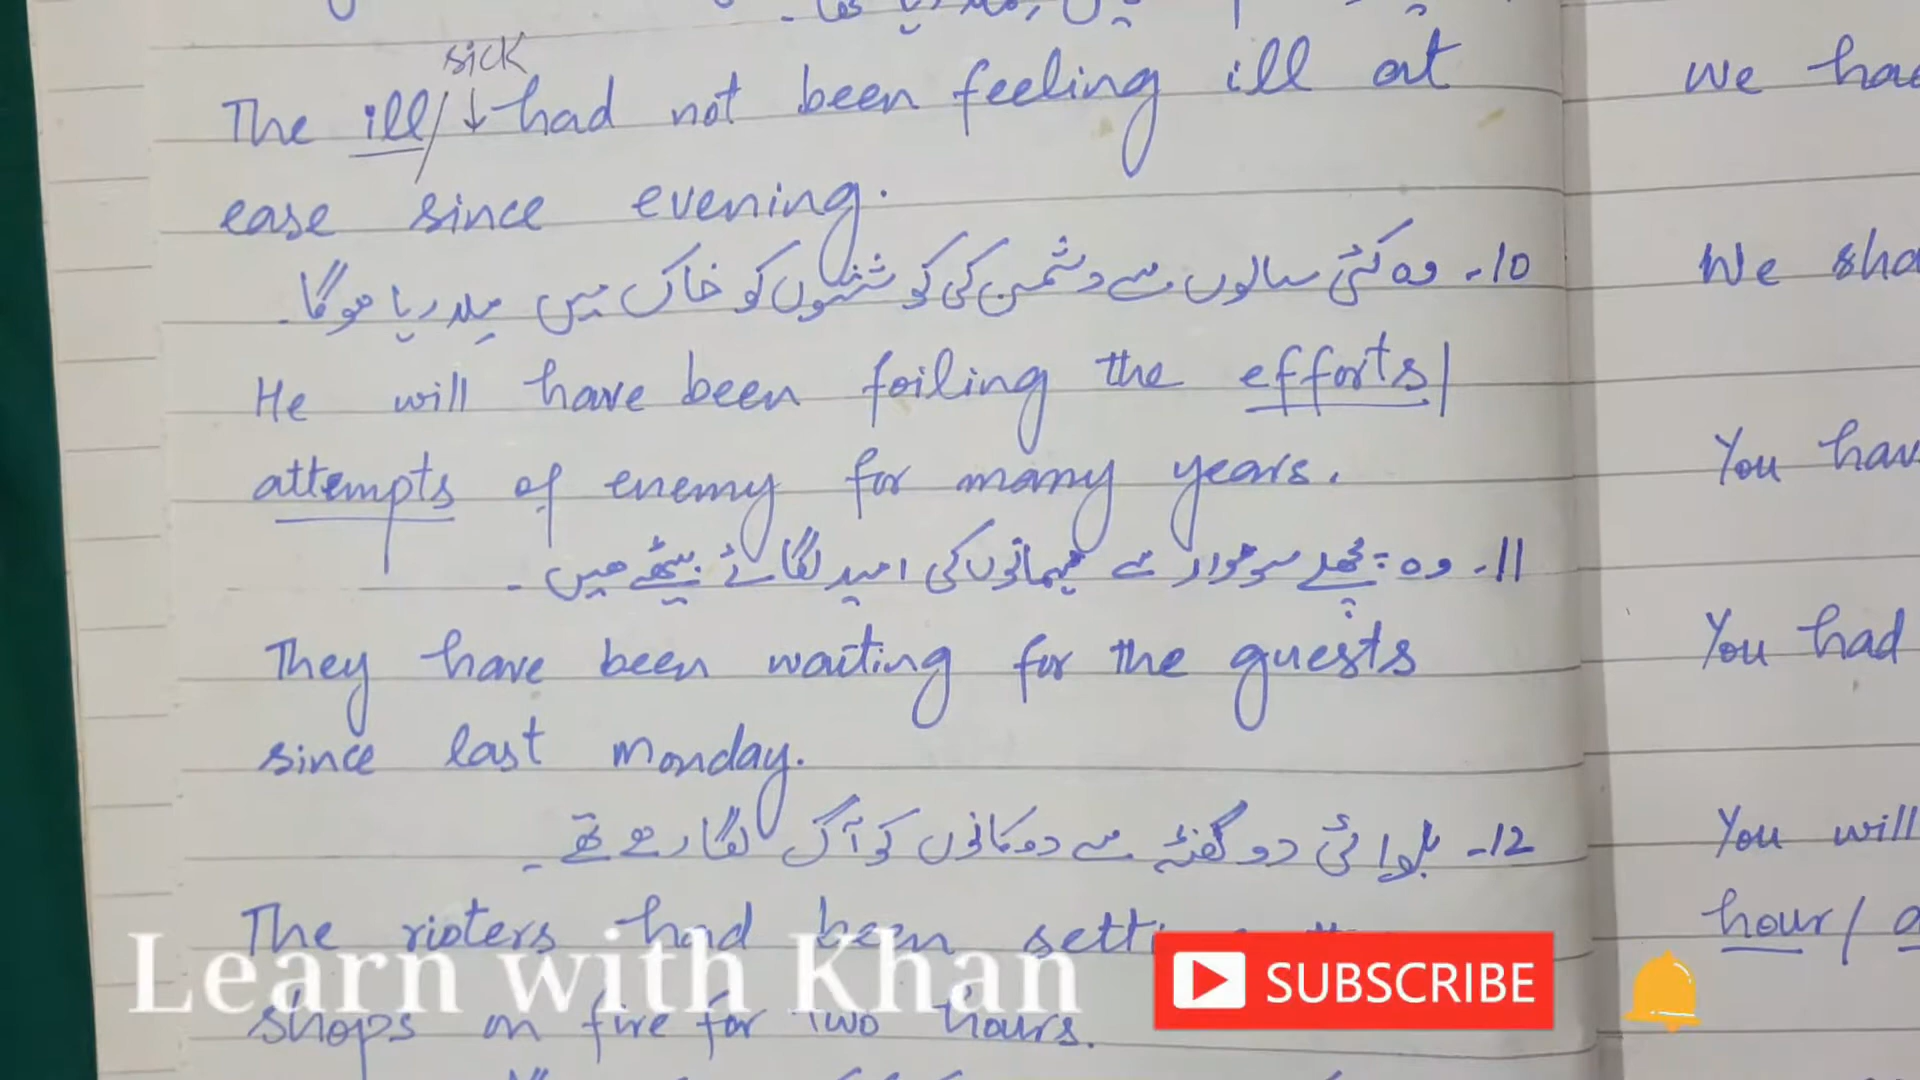 sick
The ill/ ↓ had not been feeling ill at
ease since evening.
10- وہ کئی سالوں سے دشمن کی کوششوں کو خاک میں ملا رہا ہوگا۔
He will have been foiling the efforts/
attempts of enemy for many years.
11- وہ پچھلے سوموار سے مہمانوں کی امید لگائے بیٹھے ہیں۔
They have been waiting for the guests
since last Monday.
12- بلوائی دو گھنٹے سے دوکانوں کو آگ لگا رہے تھے۔
The rioters had been setti
shops on fire for two hours.
We ha
We sha
You hav
You had
You will
hour/ a
Learn with Khan
SUBSCRIBE